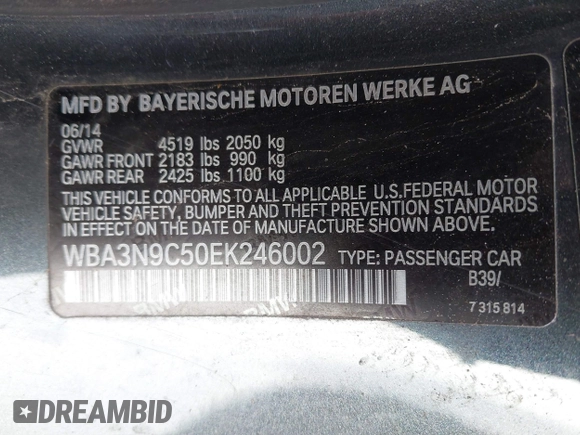 MFD BY BAYERISCHE MOTOREN WERKE AG
06/14
GVWR 4519 lbs 2050 kg
GAWR FRONT 2183 lbs 990 kg
GAWR REAR 2425 lbs 1100 kg
THIS VEHICLE CONFORMS TO ALL APPLICABLE U.S.FEDERAL MOTOR
VEHICLE SAFETY, BUMPER AND THEFT PREVENTION STANDARDS
IN EFFECT ON THE DATE OF MANUFACTURE SHOWN ABOVE.
WBA3N9C50EK246002 TYPE: PASSENGER CAR
B39/
BMW BMW
7 315 814
DREAMBID